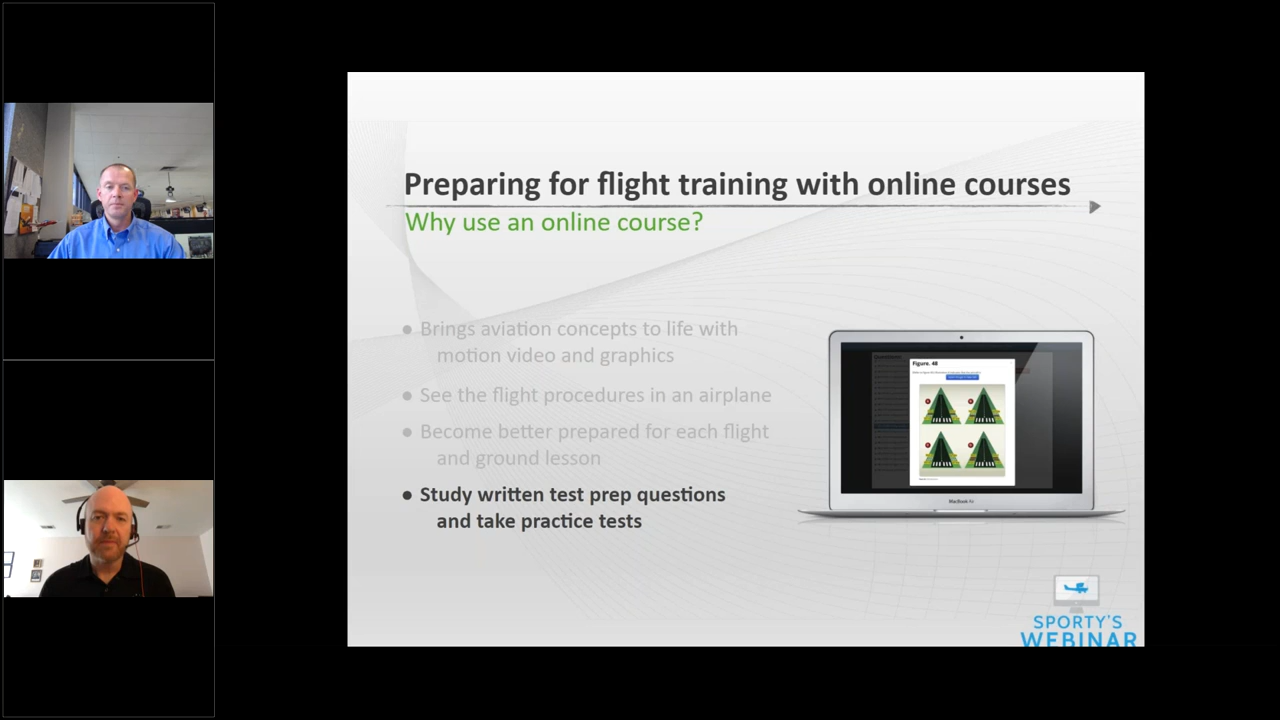 Preparing for flight training with online courses
Why use an online course?
● Brings aviation concepts to life with
motion video and graphics
● See the flight procedures in an airplane
● Become better prepared for each flight
and ground lesson
● Study written test prep questions
and take practice tests
Figure. 48
MacBook Air
SPORTY'S
WEBINAR